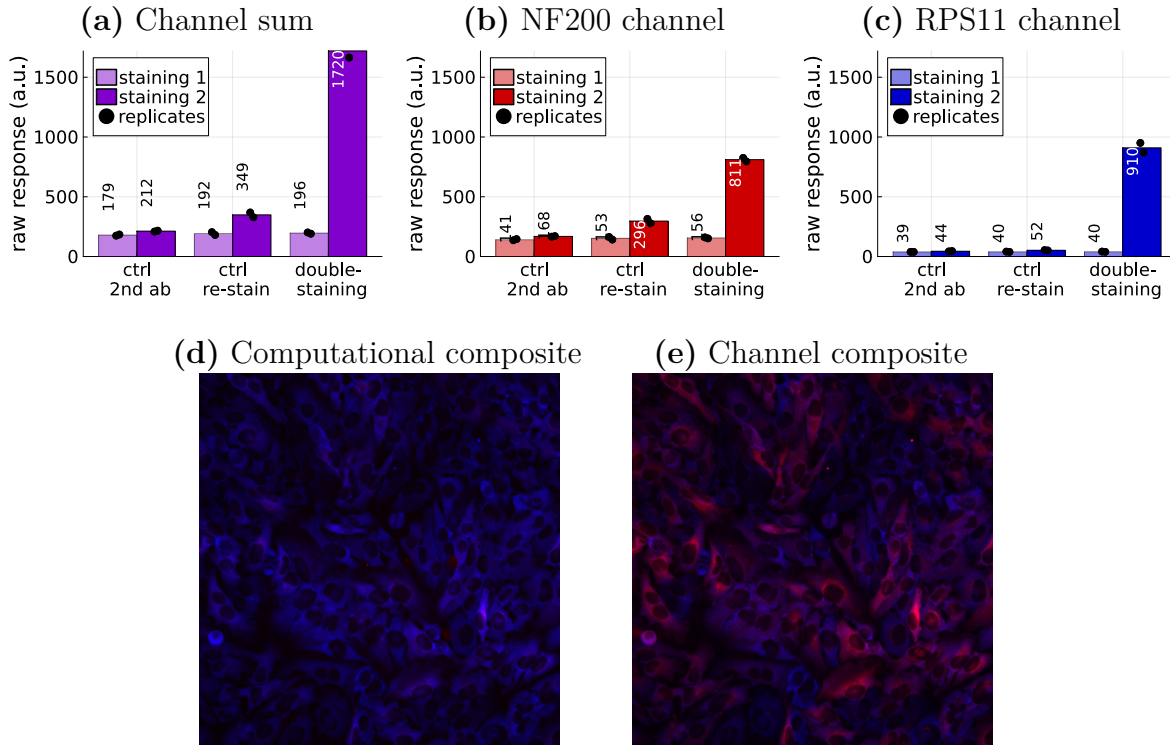 (a) Channel sum
raw response (a.u.)
1500
1000
500
0
staining 1
staining 2
replicates
179
212
192
349
196
1720
ctrl
2nd ab
ctrl
re-stain
double-
staining
(b) NF200 channel
raw response (a.u.)
1500
1000
500
0
staining 1
staining 2
replicates
141
168
153
296
156
811
ctrl
2nd ab
ctrl
re-stain
double-
staining
(c) RPS11 channel
raw response (a.u.)
1500
1000
500
0
staining 1
staining 2
replicates
39
44
40
52
40
910
ctrl
2nd ab
ctrl
re-stain
double-
staining
(d) Computational composite
(e) Channel composite